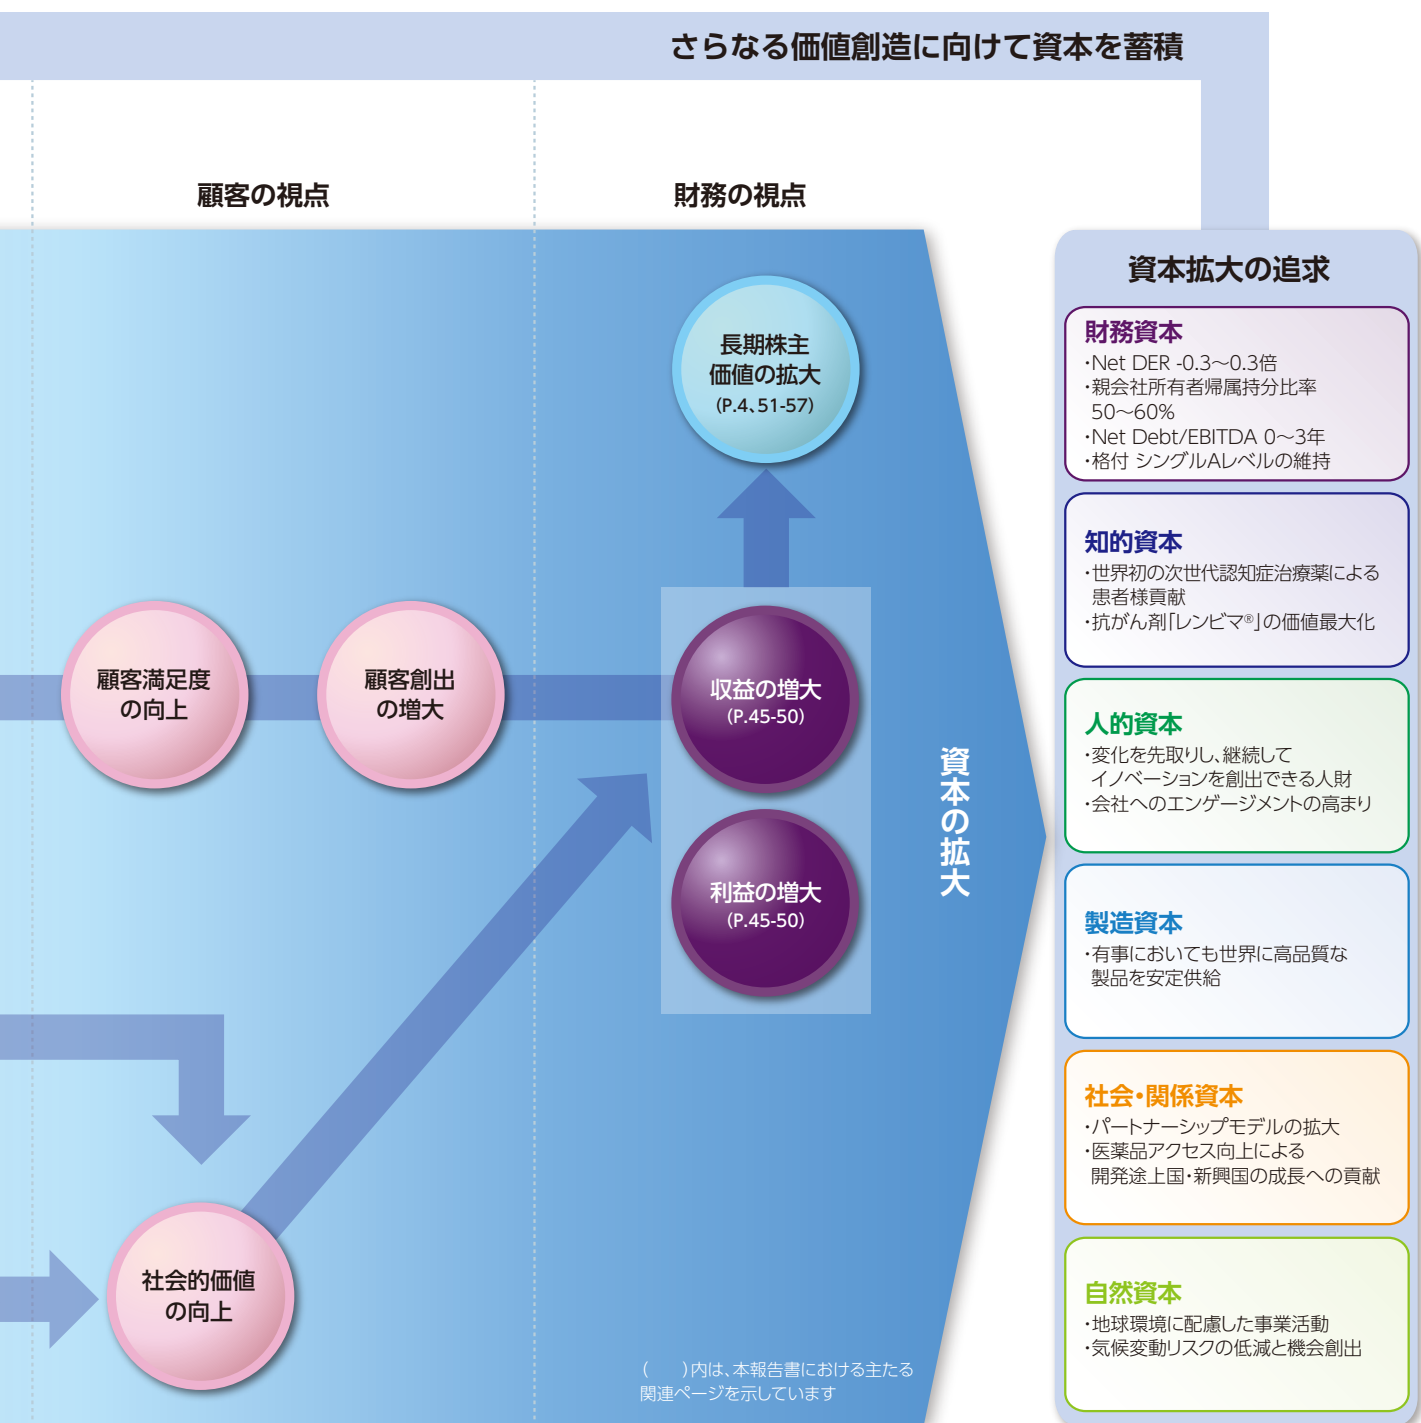 さらなる価値創造に向けて資本を蓄積
顧客の視点
財務の視点
長期株主
価値の拡大
(P.4、51-57)
顧客満足度
の向上
顧客創出
の増大
収益の増大
(P.45-50)
利益の増大
(P.45-50)
社会的価値
の向上
資本の拡大
(　　)内は、本報告書における主たる
関連ページを示しています
資本拡大の追求
財務資本
・Net DER -0.3〜0.3倍
・親会社所有者帰属持分比率
50〜60%
・Net Debt/EBITDA 0〜3年
・格付 シングルAレベルの維持
知的資本
・世界初の次世代認知症治療薬による
患者様貢献
・抗がん剤「レンビマ®」の価値最大化
人的資本
・変化を先取りし、継続して
イノベーションを創出できる人財
・会社へのエンゲージメントの高まり
製造資本
・有事においても世界に高品質な
製品を安定供給
社会・関係資本
・パートナーシップモデルの拡大
・医薬品アクセス向上による
開発途上国・新興国の成長への貢献
自然資本
・地球環境に配慮した事業活動
・気候変動リスクの低減と機会創出